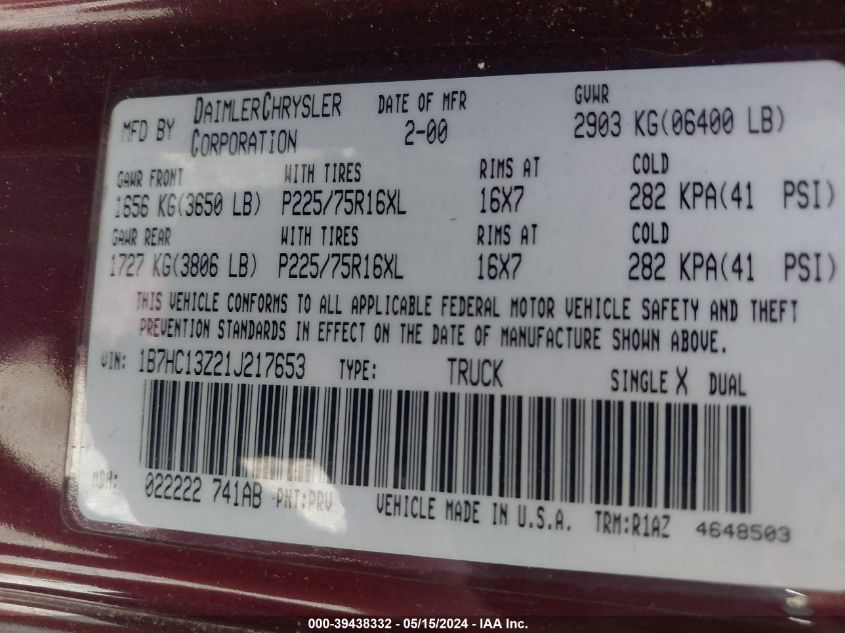 MFD BY DAIMLERCHRYSLER CORPORATION DATE OF MFR 2-00 GVWR 2903 KG(06400 LB)
GAWR FRONT WITH TIRES RIMS AT COLD
1656 KG(3650 LB) P225/75R16XL 16X7 282 KPA(41 PSI)
GAWR REAR WITH TIRES RIMS AT COLD
1727 KG(3806 LB) P225/75R16XL 16X7 282 KPA(41 PSI)
THIS VEHICLE CONFORMS TO ALL APPLICABLE FEDERAL MOTOR VEHICLE SAFETY AND THEFT
PREVENTION STANDARDS IN EFFECT ON THE DATE OF MANUFACTURE SHOWN ABOVE.
VIN: 1B7HC13Z21J217653 TYPE: TRUCK SINGLE X DUAL
MDH: 022222 741AB PNT:PRV VEHICLE MADE IN U.S.A. TRM:R1AZ 4648503
000-39438332 - 05/15/2024 - IAA Inc.